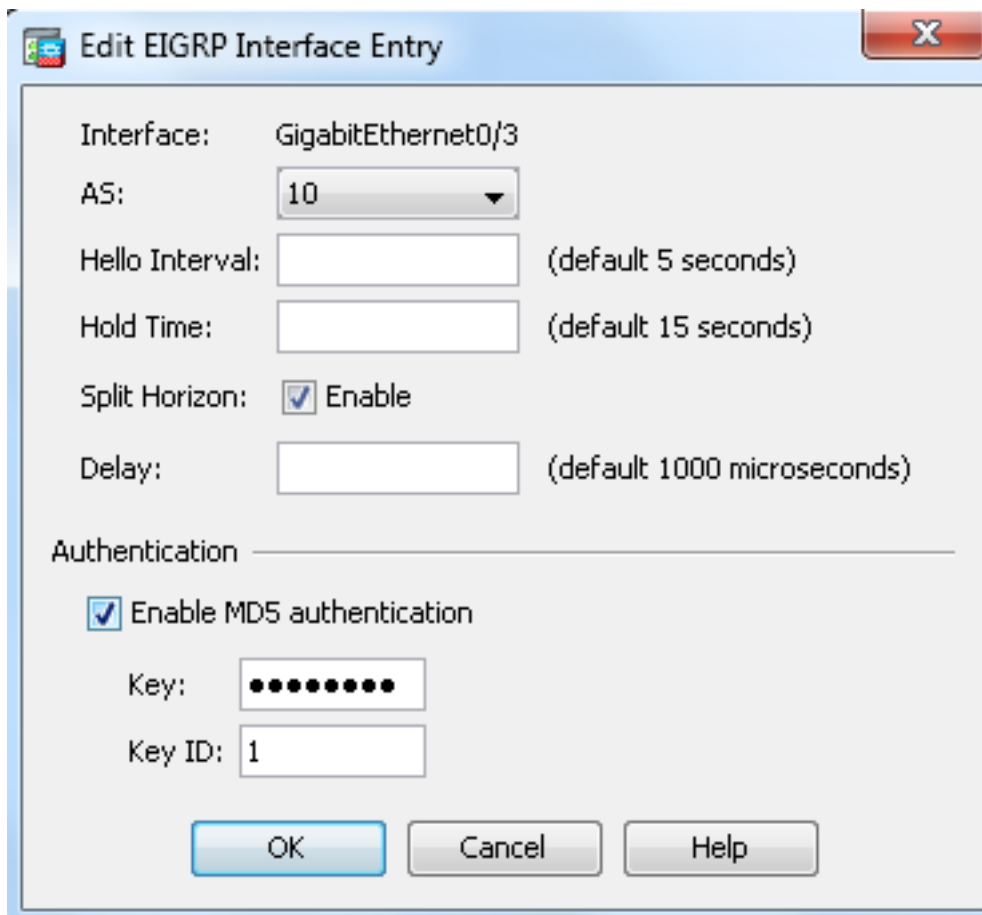 Edit EIGRP Interface Entry
Interface: GigabitEthernet0/3
AS: 10
Hello Interval: (default 5 seconds)
Hold Time: (default 15 seconds)
Split Horizon: Enable
Delay: (default 1000 microseconds)
Authentication
Enable MD5 authentication
Key: ●●●●●●●●
Key ID: 1
OK Cancel Help